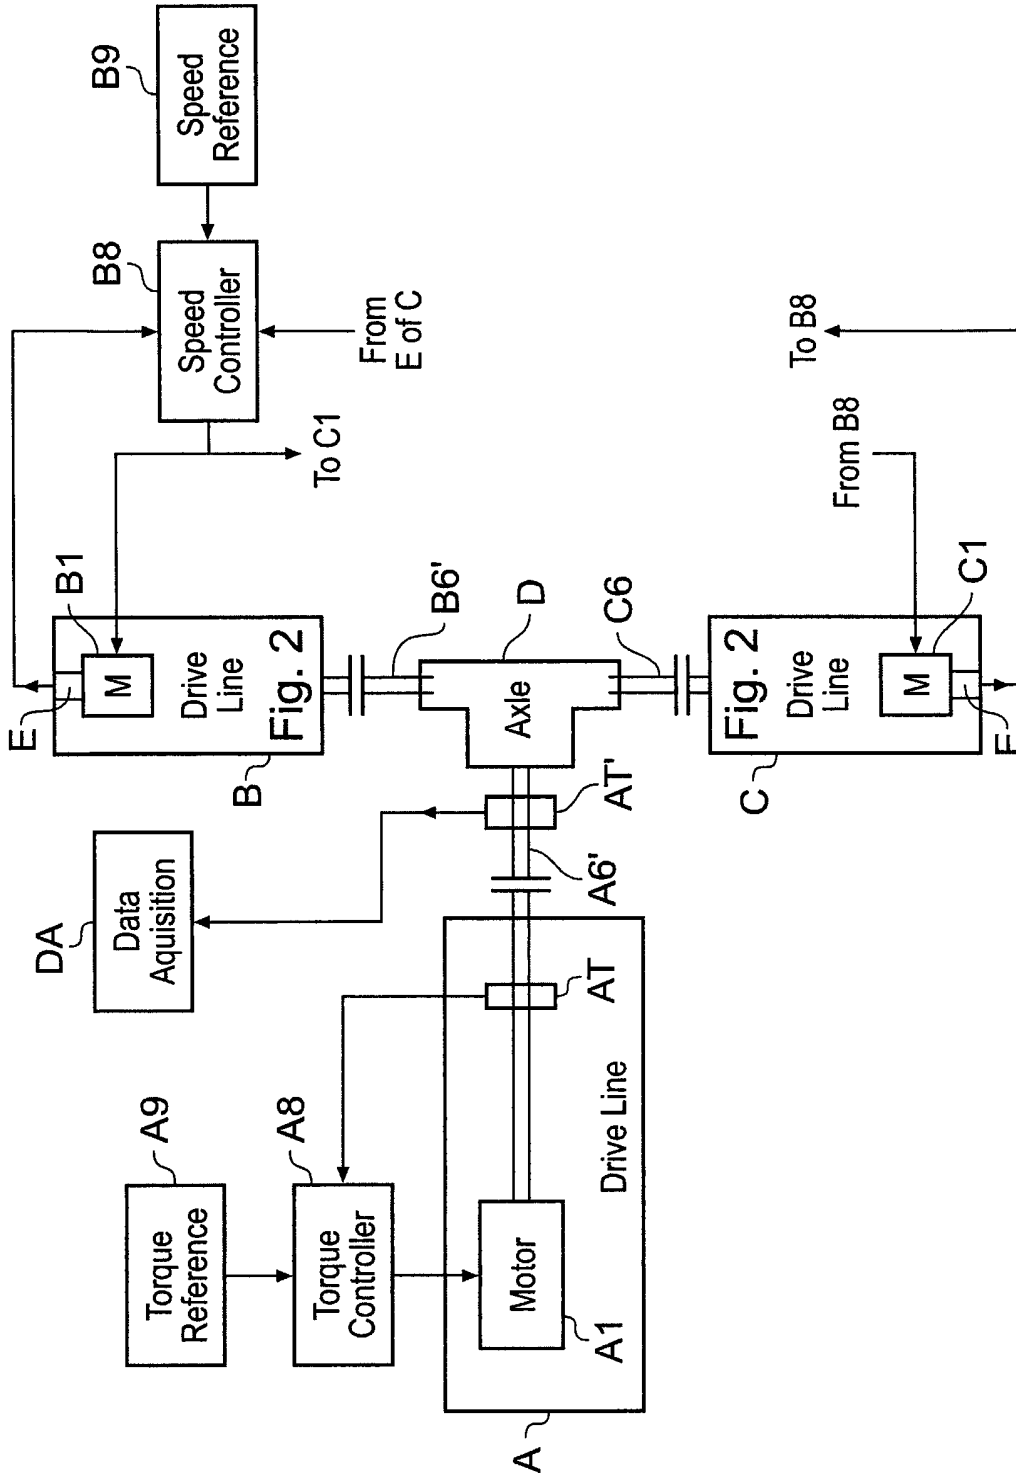 A
A1
Motor
Drive Line
Torque
Reference
A9
Torque
Controller
A8
AT
DA
Data
Aquisition
A6'
AT'
Axle
D
B
E
M
B1
Drive
Line
Fig. 2
B6'
C6
C
Fig. 2
Drive
Line
M
C1
E
To C1
From B8
To B8
From
E of C
Speed
Controller
B8
Speed
Reference
B9